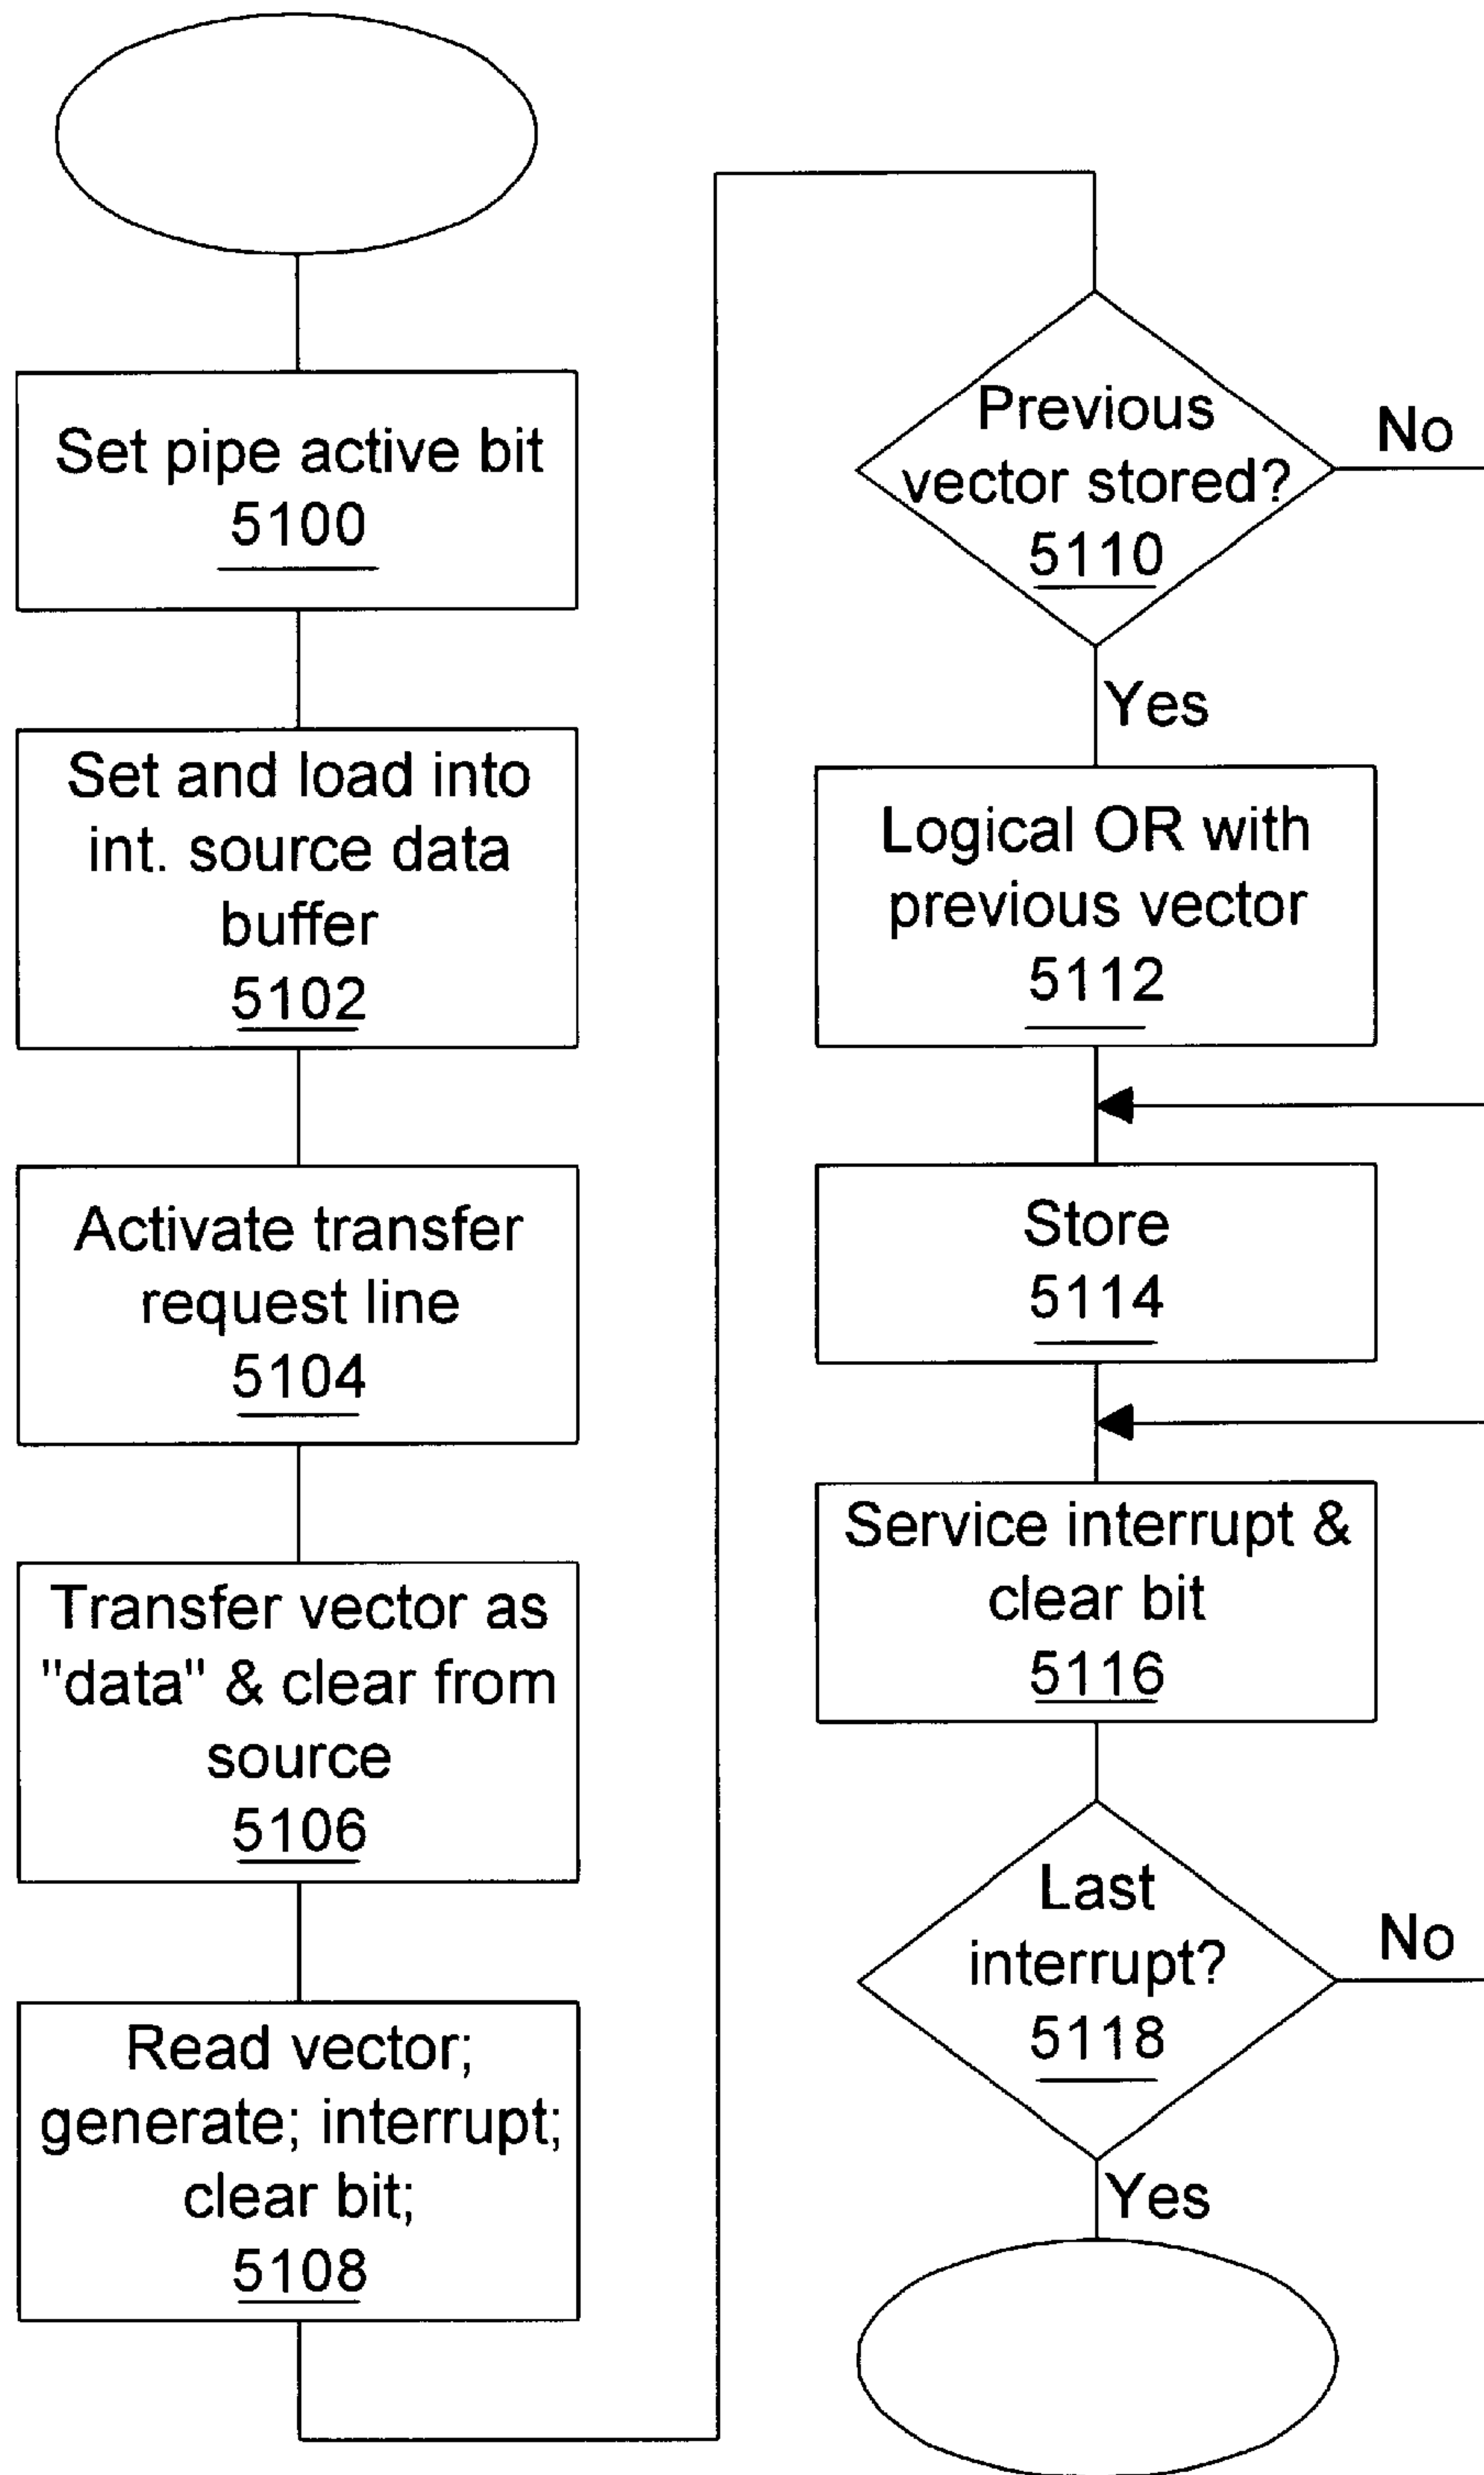 Set pipe active bit
5100
Set and load into
int. source data
buffer
5102
Activate transfer
request line
5104
Transfer vector as
"data" & clear from
source
5106
Read vector;
generate; interrupt;
clear bit;
5108
Previous
vector stored?
5110
No
Yes
Logical OR with
previous vector
5112
Store
5114
Service interrupt &
clear bit
5116
Last
interrupt?
5118
No
Yes